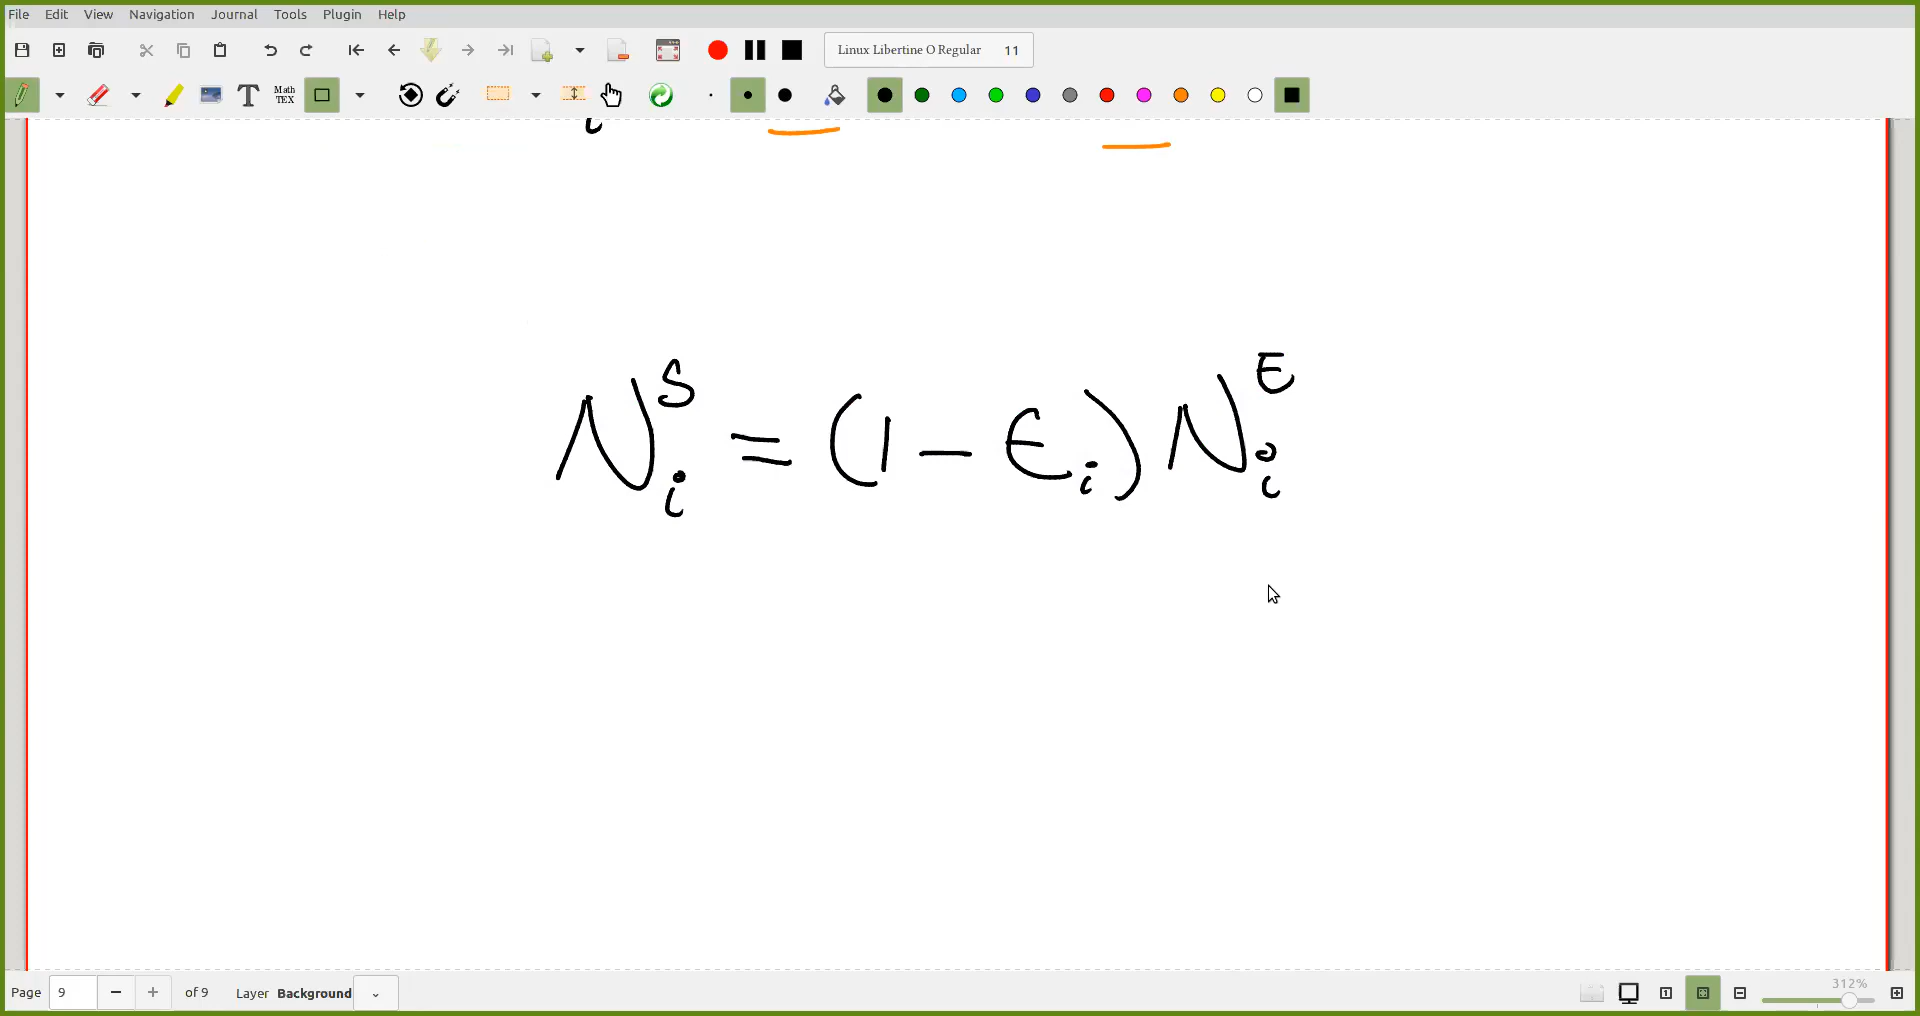 File Edit View Navigation Journal Tools Plugin Help
Linux Libertine O Regular 11
T Math TEX
i
N_i^S = (1 - ϵ_i) N_i^E
Page 9 of 9 Layer Background 312%